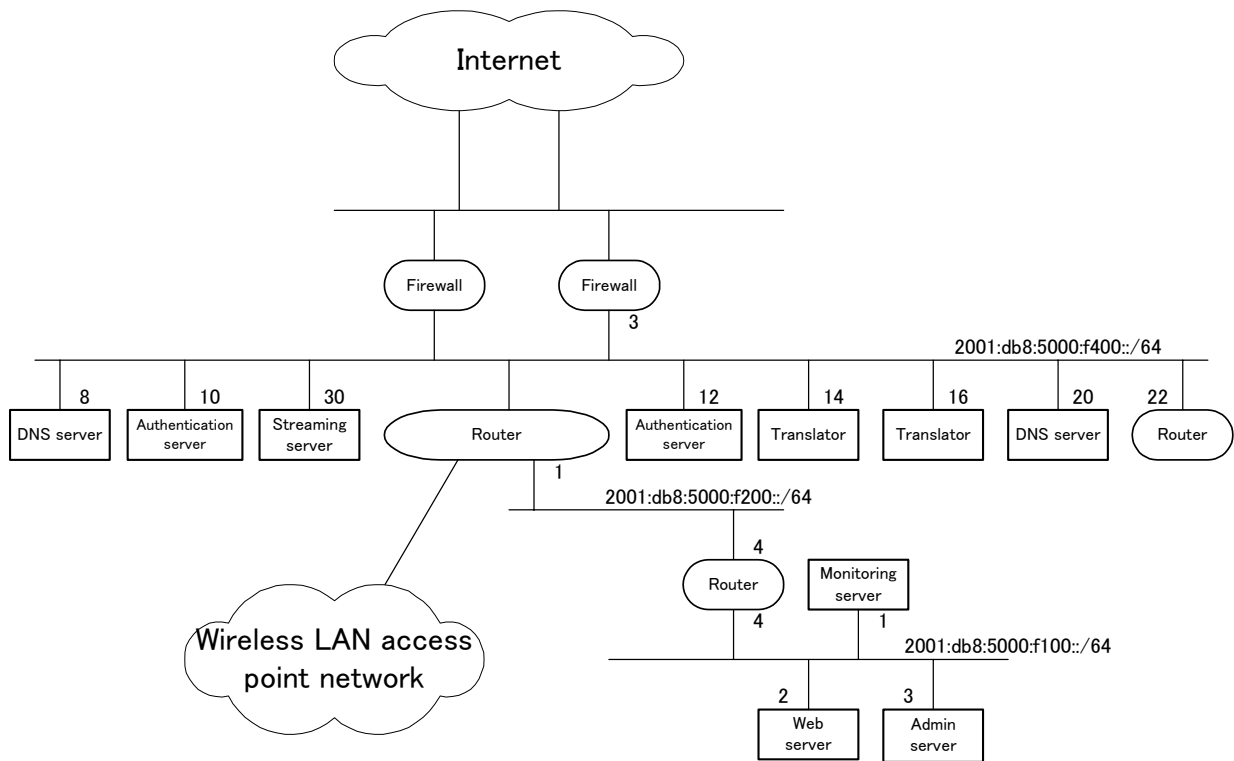 Internet
Firewall
Firewall
3
2001:db8:5000:f400::/64
8
10
30
12
14
16
20
22
DNS server
Authentication
server
Streaming
server
Router
Authentication
server
Translator
Translator
DNS server
Router
1
2001:db8:5000:f200::/64
4
Router
Monitoring
server
4
1
Wireless LAN access
point network
2001:db8:5000:f100::/64
2
3
Web
server
Admin
server